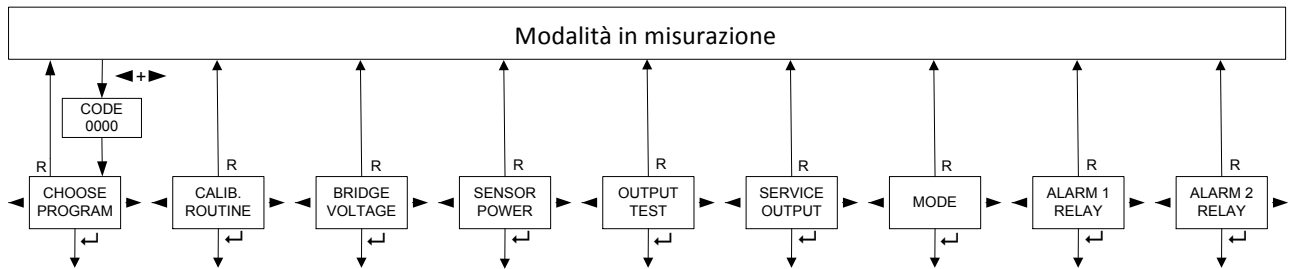 Modalità in misurazione
◄+►
CODE
0000
R R R R R R R R R
CHOOSE
PROGRAM
CALIB.
ROUTINE
BRIDGE
VOLTAGE
SENSOR
POWER
OUTPUT
TEST
SERVICE
OUTPUT
MODE
ALARM 1
RELAY
ALARM 2
RELAY